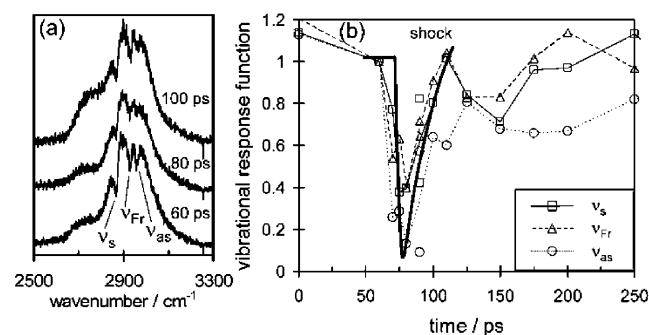 (a)
100 ps
80 ps
60 ps
νs
νFr
νas
2500 2900 3300
wavenumber / cm-1
(b)
shock
vibrational response function
1.2
1
0.8
0.6
0.4
0.2
0
νs
νFr
νas
0 50 100 150 200 250
time / ps